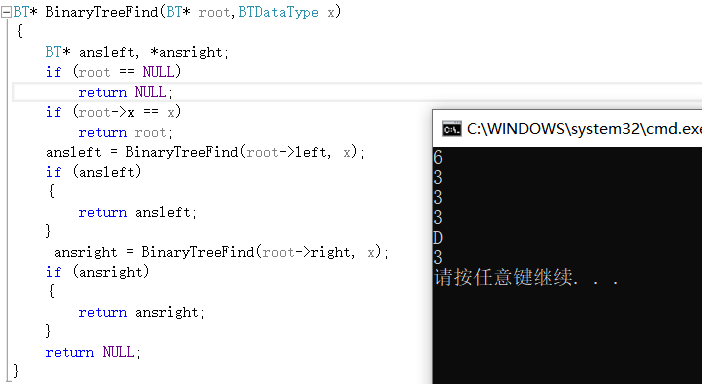 BT* BinaryTreeFind(BT* root,BTDataType x)
{
BT* ansleft, *ansright;
if (root == NULL)
return NULL;
if (root->x == x)
return root;
ansleft = BinaryTreeFind(root->left, x);
if (ansleft)
{
return ansleft;
}
ansright = BinaryTreeFind(root->right, x);
if (ansright)
{
return ansright;
}
return NULL;
}
C:\WINDOWS\system32\cmd.exe
6
3
3
3
D
3
请按任意键继续. . .